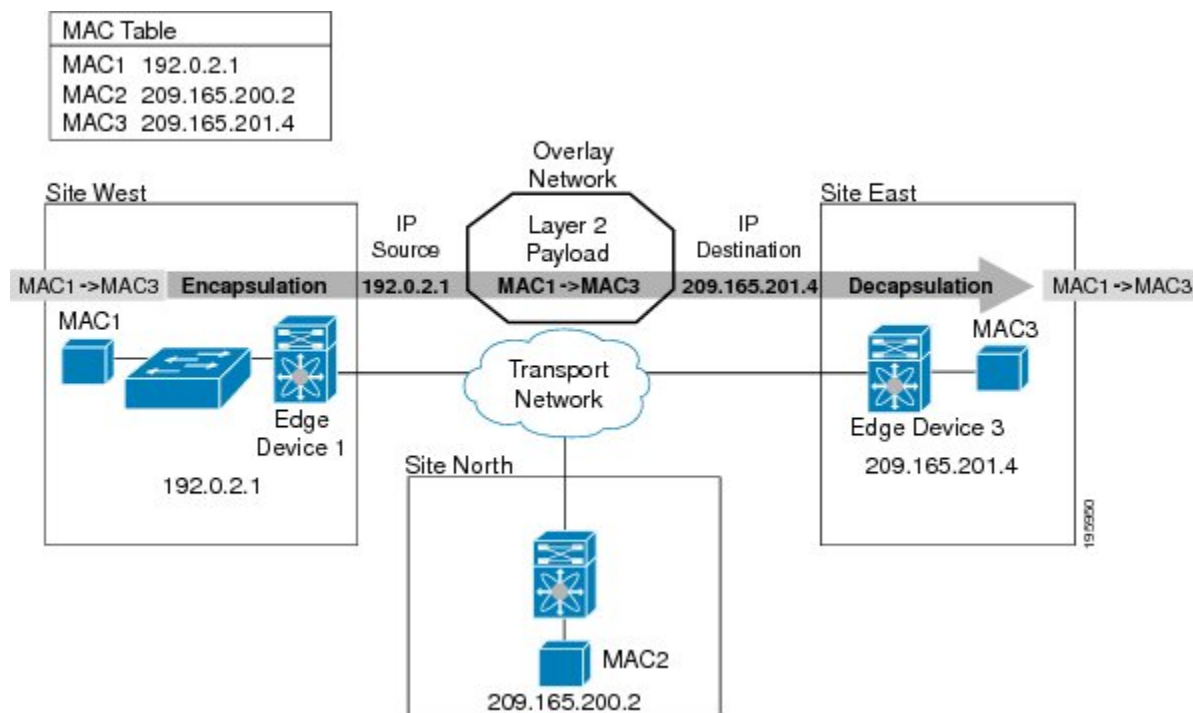 MAC Table
MAC1 192.0.2.1
MAC2 209.165.200.2
MAC3 209.165.201.4
Overlay
Network
Site West
Site East
IP
Source
Layer 2
Payload
IP
Destination
MAC1 ->MAC3
Encapsulation
192.0.2.1
MAC1->MAC3
209.165.201.4
Decapsulation
MAC1 ->MAC3
MAC1
MAC3
Transport
Network
Edge
Device 1
Edge Device 3
192.0.2.1
209.165.201.4
Site North
195950
MAC2
209.165.200.2